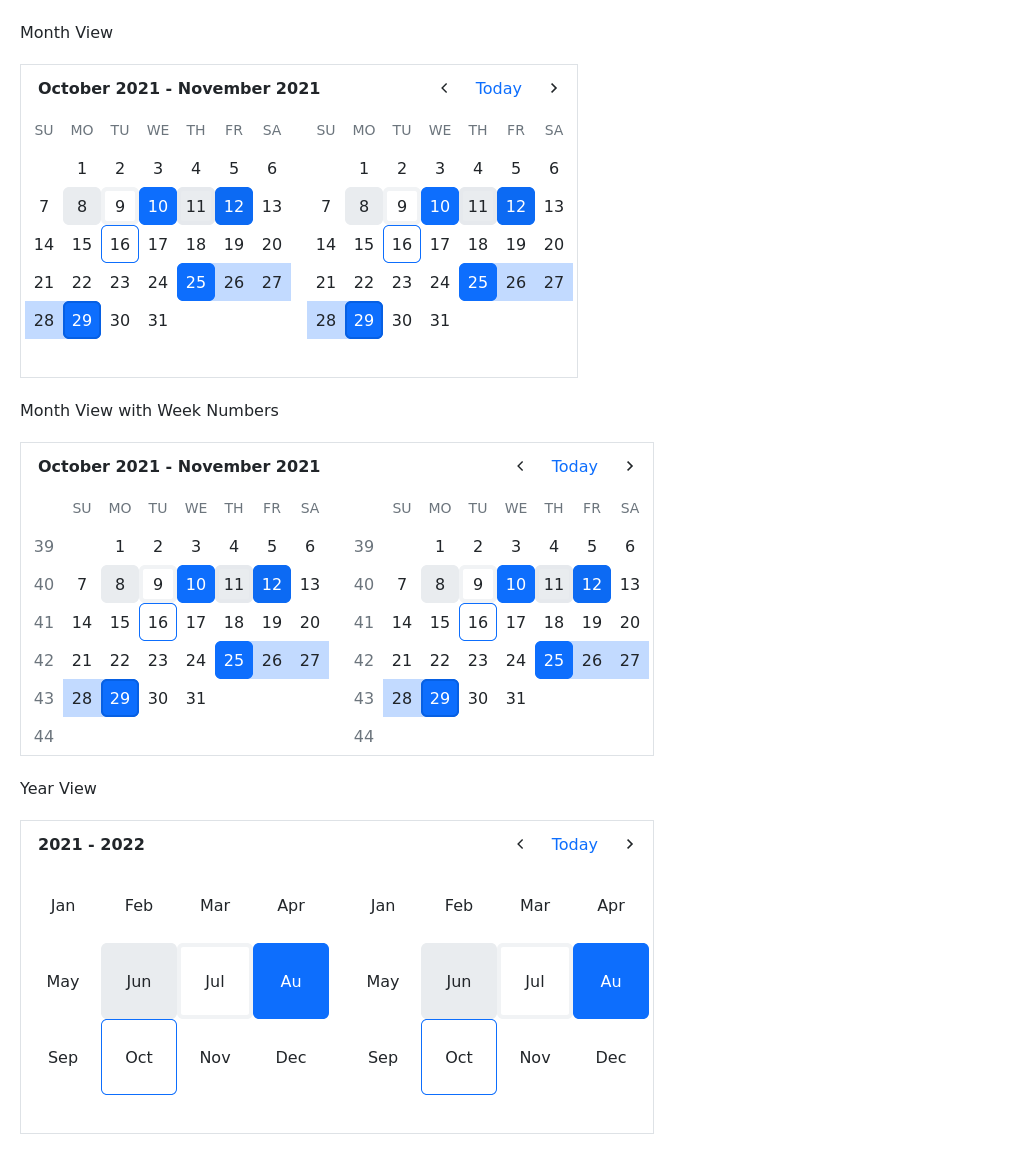 Month View
October 2021 - November 2021 Today
SU MO TU WE TH FR SA SU MO TU WE TH FR SA
1 2 3 4 5 6 1 2 3 4 5 6
7 8 9 10 11 12 13 7 8 9 10 11 12 13
14 15 16 17 18 19 20 14 15 16 17 18 19 20
21 22 23 24 25 26 27 21 22 23 24 25 26 27
28 29 30 31 28 29 30 31
Month View with Week Numbers
October 2021 - November 2021 Today
SU MO TU WE TH FR SA SU MO TU WE TH FR SA
39 1 2 3 4 5 6 39 1 2 3 4 5 6
40 7 8 9 10 11 12 13 40 7 8 9 10 11 12 13
41 14 15 16 17 18 19 20 41 14 15 16 17 18 19 20
42 21 22 23 24 25 26 27 42 21 22 23 24 25 26 27
43 28 29 30 31 43 28 29 30 31
44 44
Year View
2021 - 2022 Today
Jan Feb Mar Apr Jan Feb Mar Apr
May Jun Jul Au May Jun Jul Au
Sep Oct Nov Dec Sep Oct Nov Dec